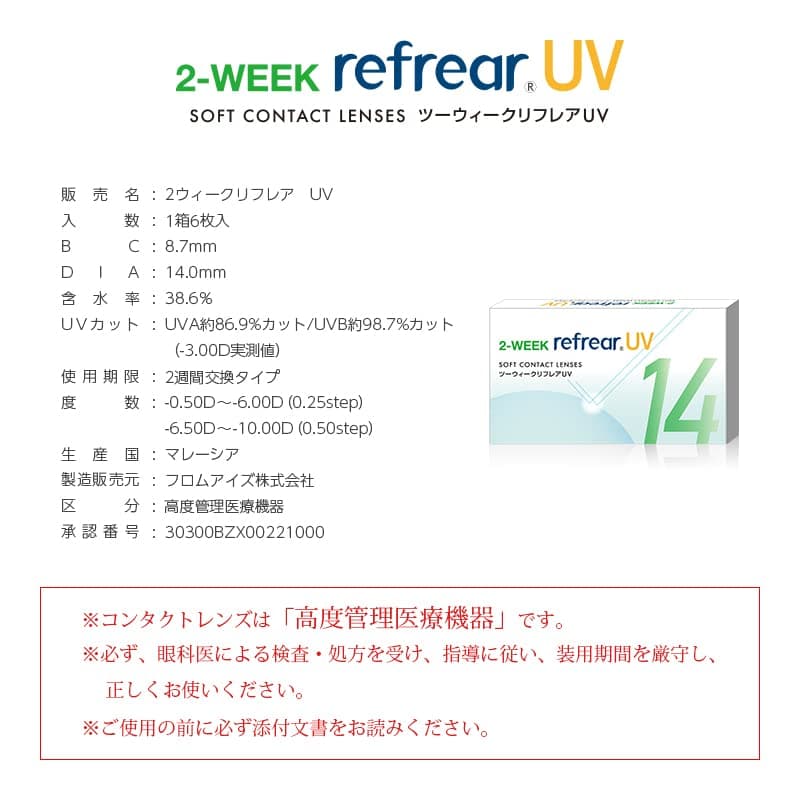 2-WEEK refrear® UV
SOFT CONTACT LENSES ツーウィークリフレアUV
販売名：2ウィークリフレア　UV
入数：1箱6枚入
BC：8.7mm
DIA：14.0mm
含水率：38.6%
UVカット：UVA約86.9%カット/UVB約98.7%カット
(-3.00D実測値)
使用期限：2週間交換タイプ
度数：-0.50D～-6.00D (0.25step)
-6.50D～-10.00D (0.50step)
生産国：マレーシア
製造販売元：フロムアイズ株式会社
区分：高度管理医療機器
承認番号：30300BZX00221000
2-WEEK refrear® UV
2-WEEK refrear® UV
SOFT CONTACT LENSES
ツーウィークリフレアUV
14
※コンタクトレンズは「高度管理医療機器」です。
※必ず、眼科医による検査・処方を受け、指導に従い、装用期間を厳守し、
正しくお使いください。
※ご使用の前に必ず添付文書をお読みください。